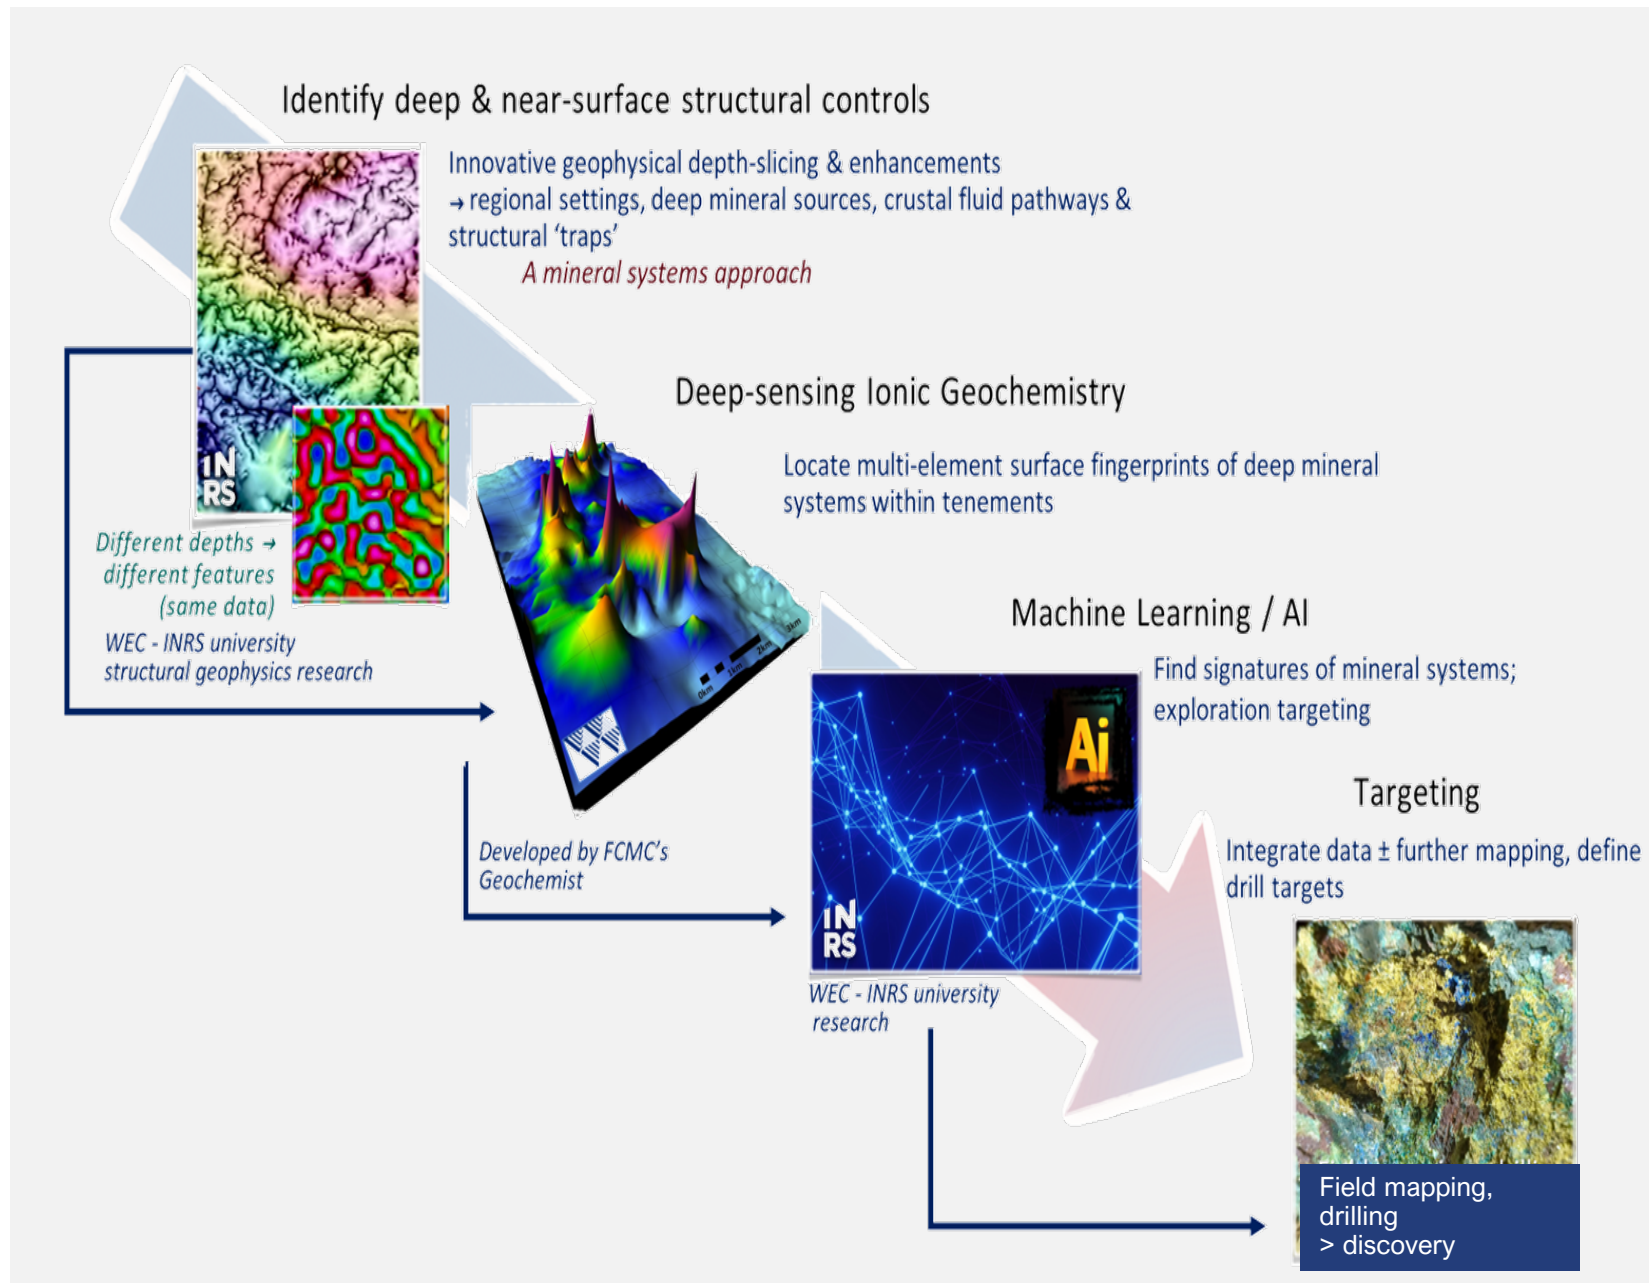 Identify deep & near-surface structural controls
Innovative geophysical depth-slicing & enhancements
→ regional settings, deep mineral sources, crustal fluid pathways &
structural ‘traps’
A mineral systems approach
IN
RS
Different depths →
different features
(same data)
WEC - INRS university
structural geophysics research
Deep-sensing Ionic Geochemistry
Locate multi-element surface fingerprints of deep mineral
systems within tenements
0km 1km 2km 3km
Developed by FCMC’s
Geochemist
Machine Learning / AI
Find signatures of mineral systems;
exploration targeting
Ai
IN
RS
WEC - INRS university
research
Targeting
Integrate data ± further mapping, define
drill targets
Field mapping,
drilling
> discovery